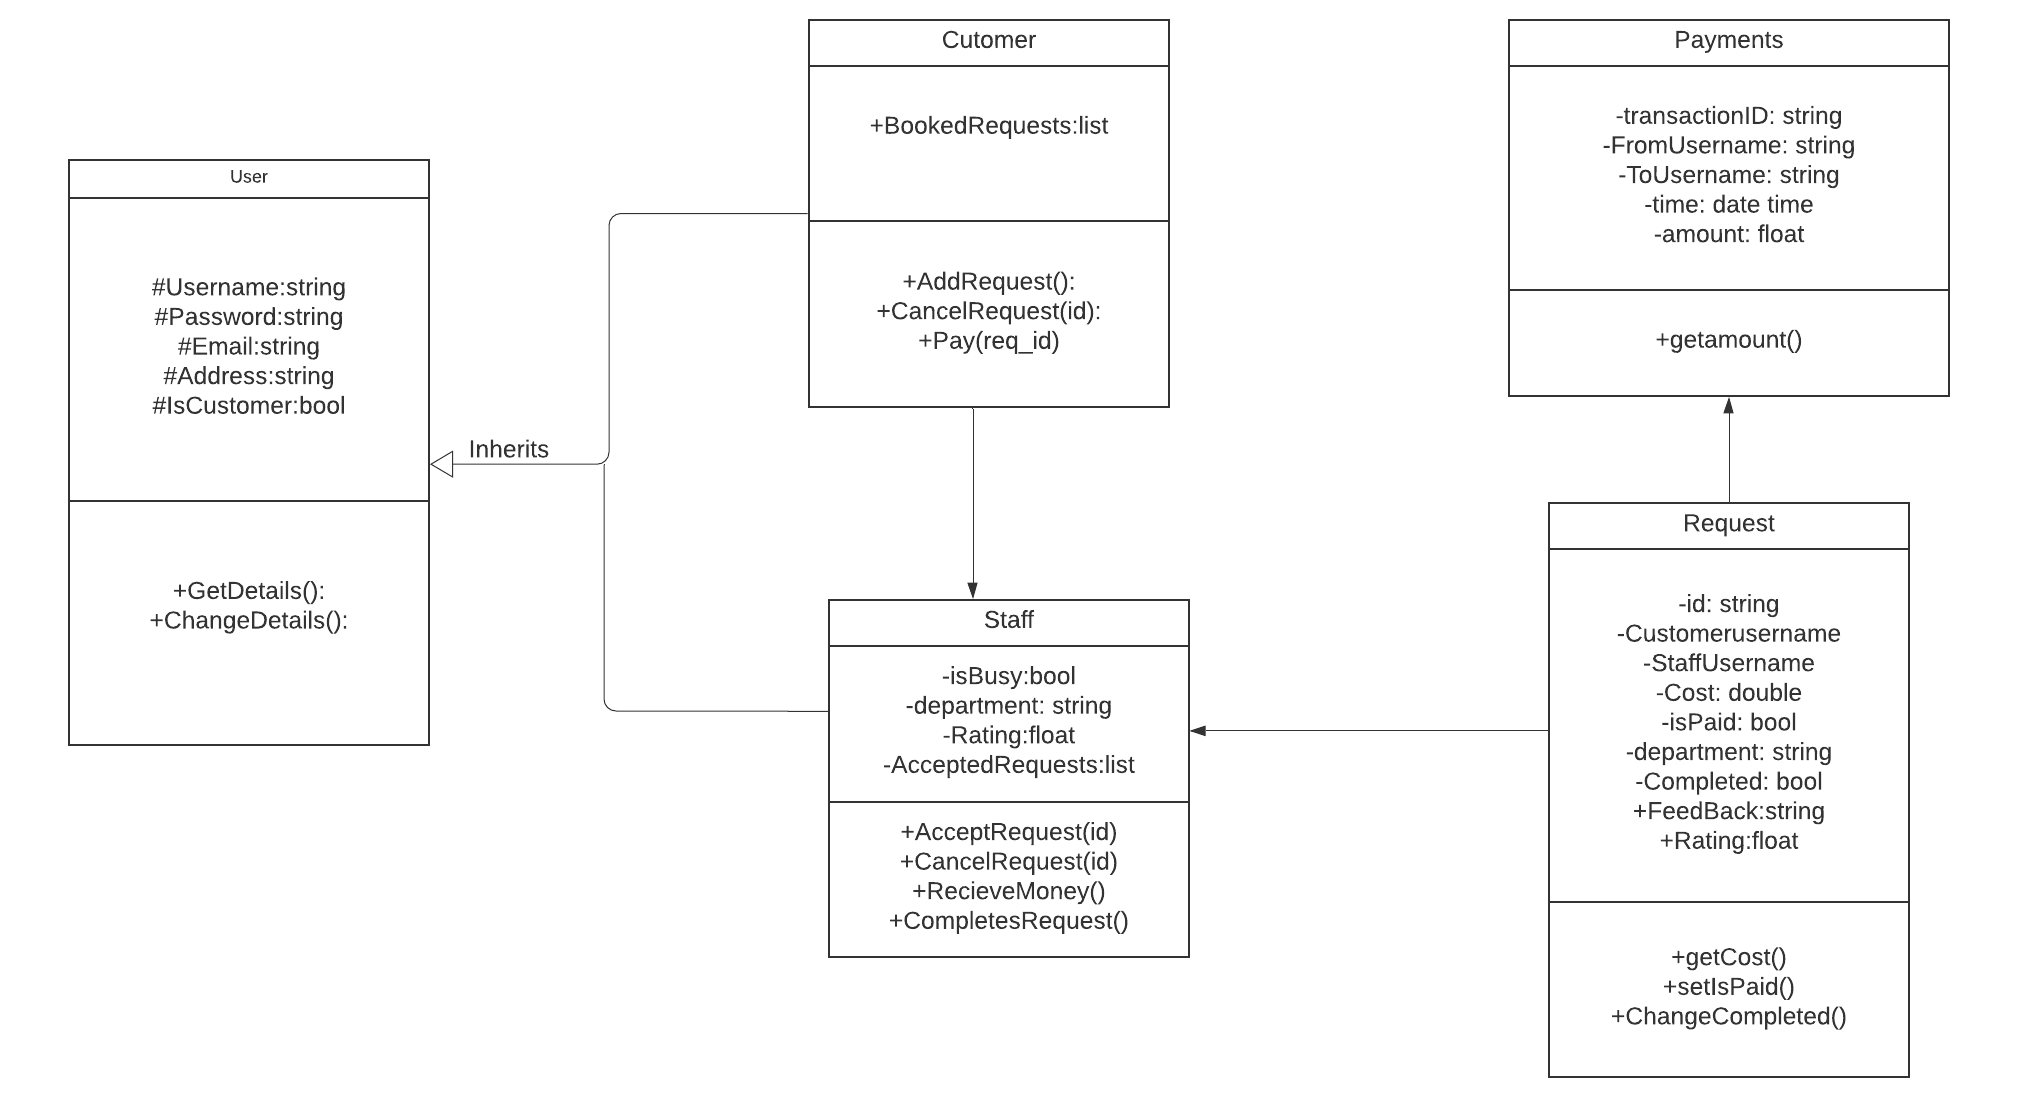 User
#Username:string
#Password:string
#Email:string
#Address:string
#IsCustomer:bool
+GetDetails():
+ChangeDetails():
Inherits
Cutomer
+BookedRequests:list
+AddRequest():
+CancelRequest(id):
+Pay(req_id)
Staff
-isBusy:bool
-department: string
-Rating:float
-AcceptedRequests:list
+AcceptRequest(id)
+CancelRequest(id)
+RecieveMoney()
+CompletesRequest()
Payments
-transactionID: string
-FromUsername: string
-ToUsername: string
-time: date time
-amount: float
+getamount()
Request
-id: string
-Customerusername
-StaffUsername
-Cost: double
-isPaid: bool
-department: string
-Completed: bool
+FeedBack:string
+Rating:float
+getCost()
+setIsPaid()
+ChangeCompleted()